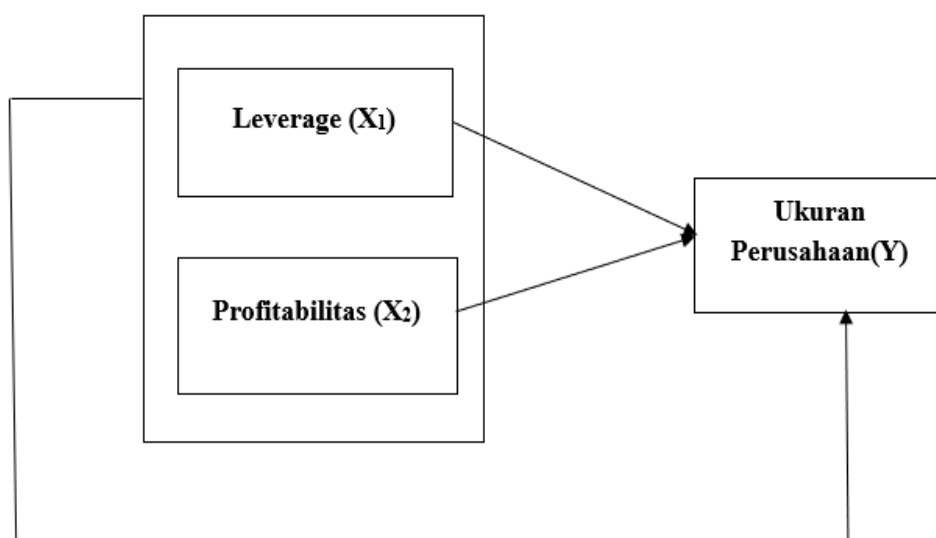 Leverage (X₁)
Ukuran
Perusahaan(Y)
Profitabilitas (X₂)